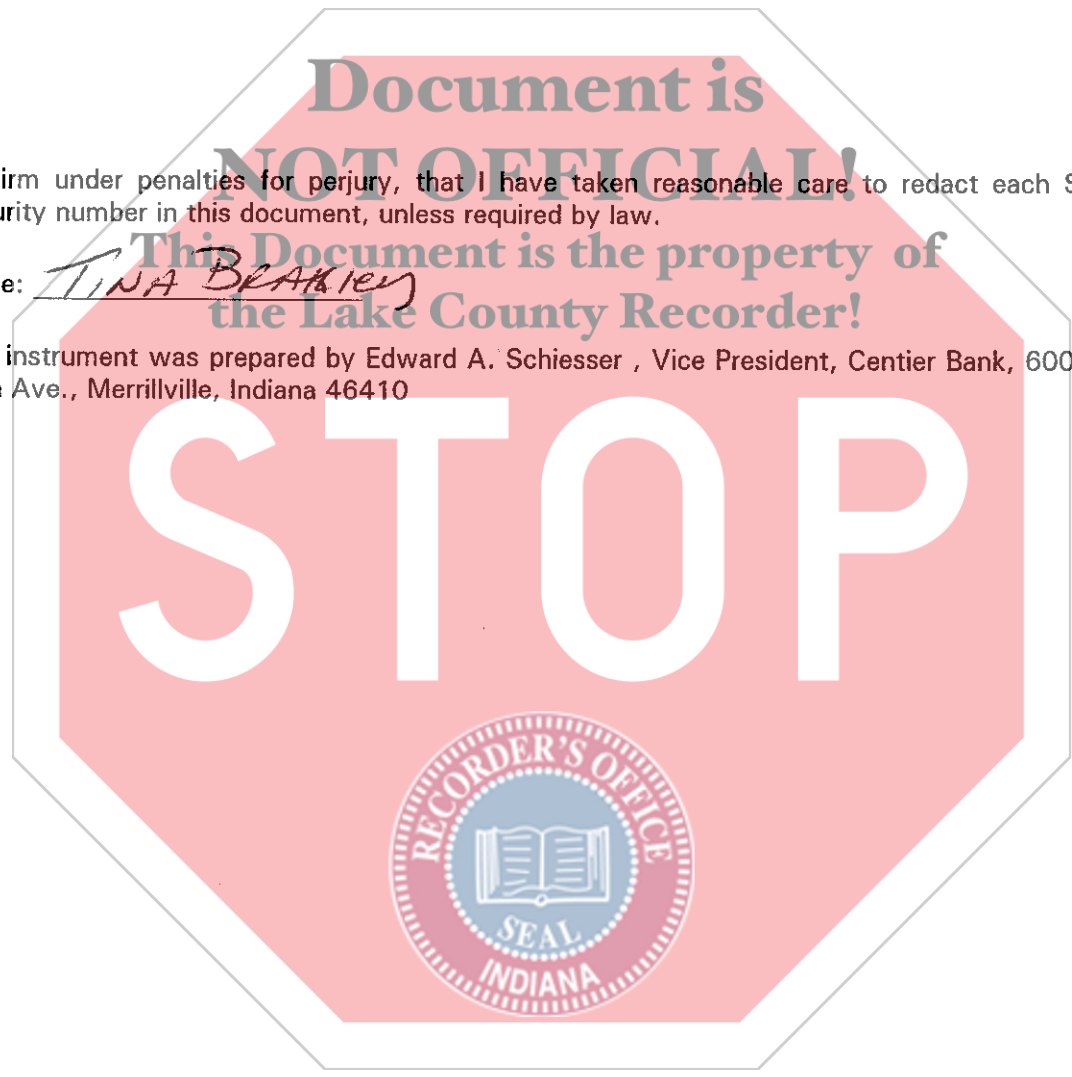 Document is
NOT OFFICIAL!
irm under penalties for perjury, that I have taken reasonable care to redact each S
urity number in this document, unless required by law.
This Document is the property of
e: TINA BRAKLEY
the Lake County Recorder!
instrument was prepared by Edward A. Schiesser , Vice President, Centier Bank, 600
Ave., Merrillville, Indiana 46410
STOP
RECORDER'S OFFICE
SEAL
INDIANA